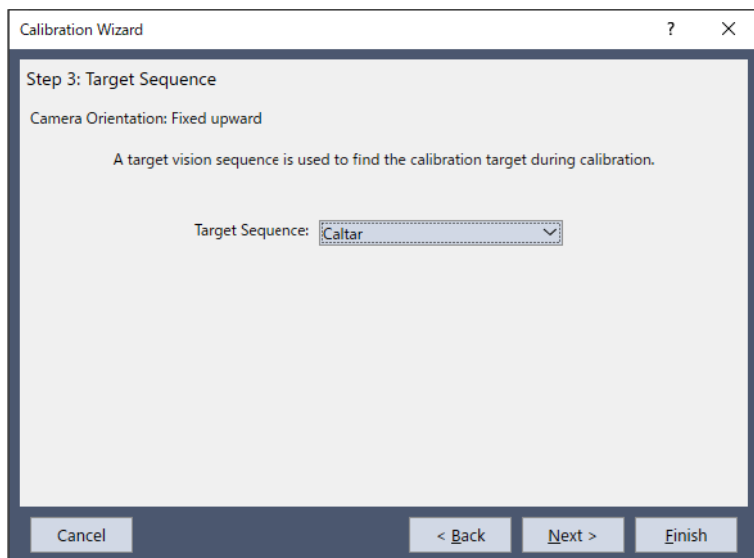 Calibration Wizard
Step 3: Target Sequence
Camera Orientation: Fixed upward
A target vision sequence is used to find the calibration target during calibration.
Target Sequence: Caltar
Cancel < Back Next > Finish